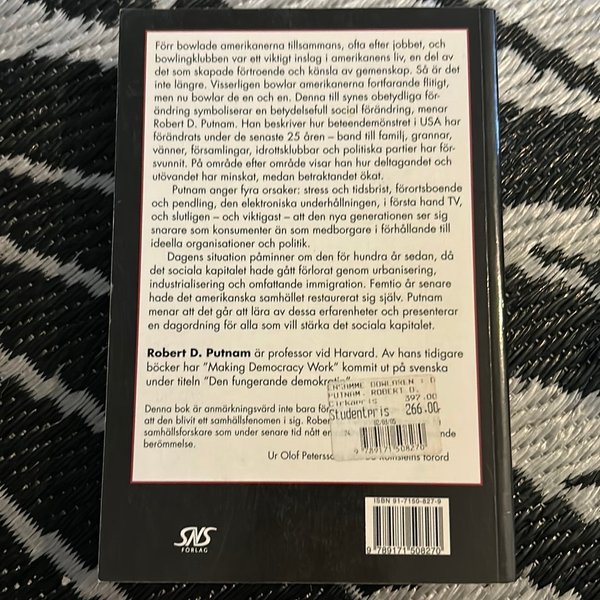 Förr bowlade amerikanerna tillsammans, ofta efter jobbet, och
bowlingklubben var ett viktigt inslag i amerikanens liv, en del av
det som skapade förtroende och känsla av gemenskap. Så är det
inte längre. Visserligen bowlar amerikanerna fortfarande flitigt,
men nu bowlar de en och en. Denna till synes obetydliga för-
ändring symboliserar en betydelsefull social förändring, menar
Robert D. Putnam. Han beskriver hur beteendemönstret i USA har
förändrats under de senaste 25 åren – band till familj, grannar,
vänner, församlingar, idrottsklubbar och politiska partier har för-
svunnit. På område efter område visar han hur deltagandet och
utövandet har minskat, medan betraktandet ökat.
Putnam anger fyra orsaker: stress och tidsbrist, förortsboende
och pendling, den elektroniska underhållningen, i första hand TV,
och slutligen – och viktigast – att den nya generationen ser sig
snarare som konsumenter än som medborgare i förhållande till
ideella organisationer och politik.
Dagens situation påminner om den för hundra år sedan, då
det sociala kapitalet hade gått förlorat genom urbanisering,
industrialisering och omfattande immigration. Femtio år senare
hade det amerikanska samhället restaurerat sig själv. Putnam
menar att det går att lära av dessa erfarenheter och presenterar
en dagordning för alla som vill stärka det sociala kapitalet.
Robert D. Putnam är professor vid Harvard. Av hans tidigare
böcker har "Making Democracy Work" kommit ut på svenska
under titeln "Den fungerande demokratin"
ENSAMME BOWLAREN : D
PUTNAM, ROBERT D.
Cirkapris 397.00
Studentpris 266.00
9 789171 508270
Denna bok är anmärkningsvärd inte bara för
att den blivit ett samhällsfenomen i sig. Rober
samhällsforskare som under senare tid nått en ande
berömmelse.
Ur Olof Peterss förord
SNS
FÖRLAG
ISBN 91-7150-827-9
9 789171 508270